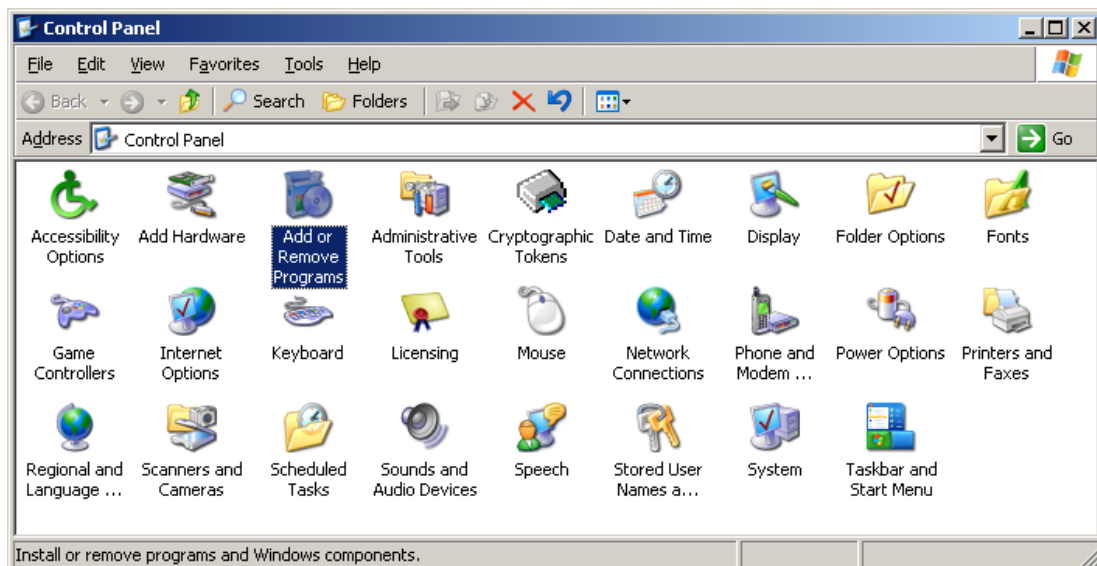 Control Panel
File Edit View Favorites Tools Help
Back Search Folders
Address Control Panel Go
Accessibility Options
Add Hardware
Add or Remove Programs
Administrative Tools
Cryptographic Tokens
Date and Time
Display
Folder Options
Fonts
Game Controllers
Internet Options
Keyboard
Licensing
Mouse
Network Connections
Phone and Modem ...
Power Options
Printers and Faxes
Regional and Language ...
Scanners and Cameras
Scheduled Tasks
Sounds and Audio Devices
Speech
Stored User Names a...
System
Taskbar and Start Menu
Install or remove programs and Windows components.